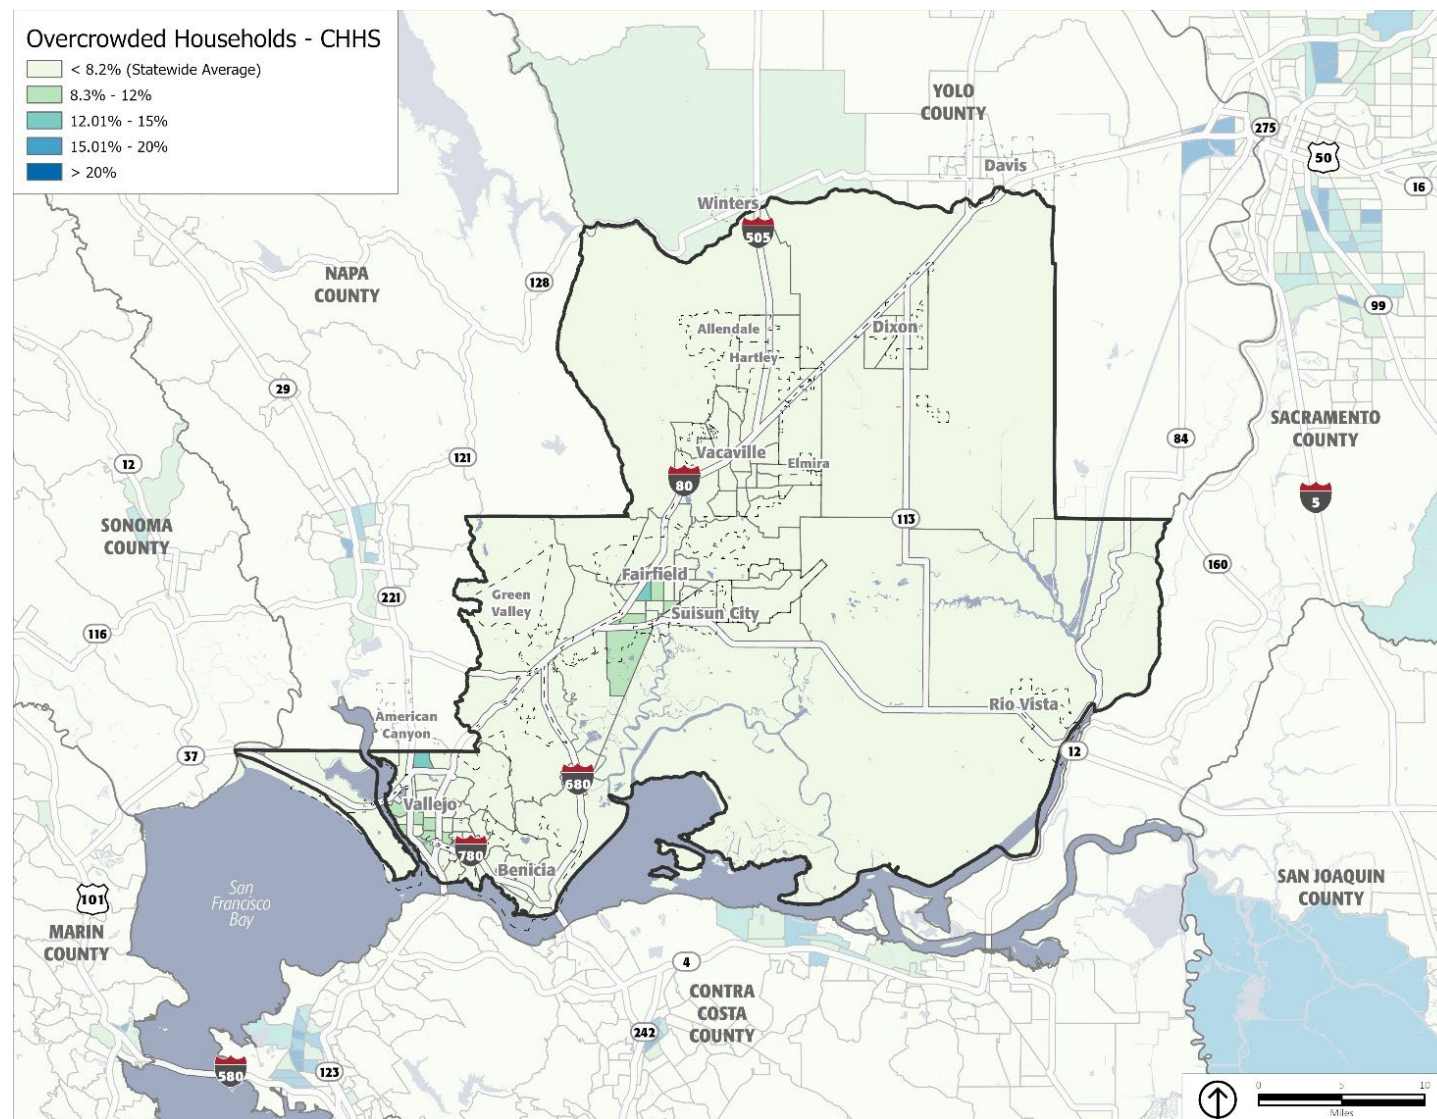 Overcrowded Households - CHHS
< 8.2% (Statewide Average)
8.3% - 12%
12.01% - 15%
15.01% - 20%
> 20%
YOLO
COUNTY
275
50
16
Davis
Winters
505
NAPA
COUNTY
128
99
Allendale
Dixon
Hartley
29
SACRAMENTO
COUNTY
84
12
121
Vacaville
Elmira
80
5
SONOMA
COUNTY
113
160
Fairfield
221
Green
Valley
Suisun City
116
Rio Vista
American
Canyon
37
12
680
Vallejo
780
Benicia
San
Francisco
Bay
101
MARIN
COUNTY
SAN JOAQUIN
COUNTY
4
CONTRA
COSTA
COUNTY
242
580
123
0 5 10
Miles